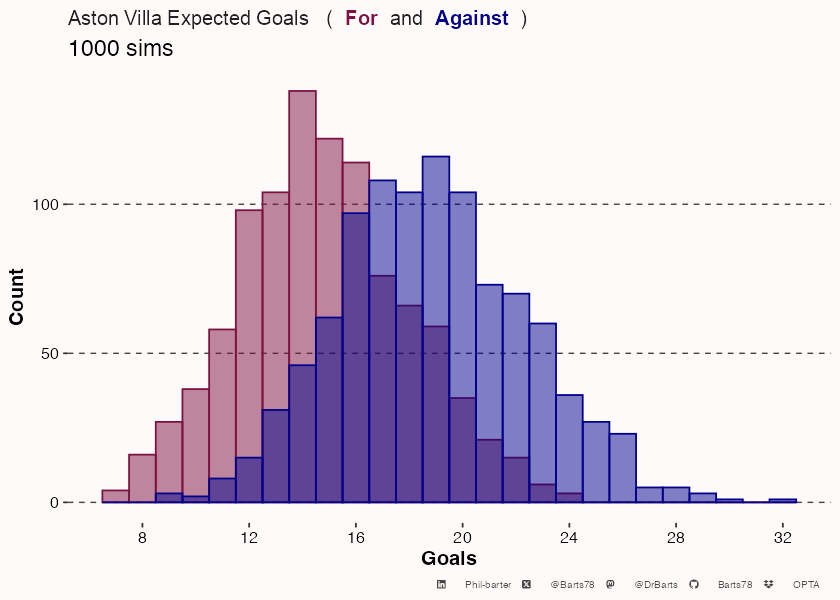 Aston Villa Expected Goals ( For and Against )
1000 sims
Count
100
50
0
8 12 16 20 24 28 32
Goals
Phil-barter @Barts78 @DrBarts Barts78 OPTA